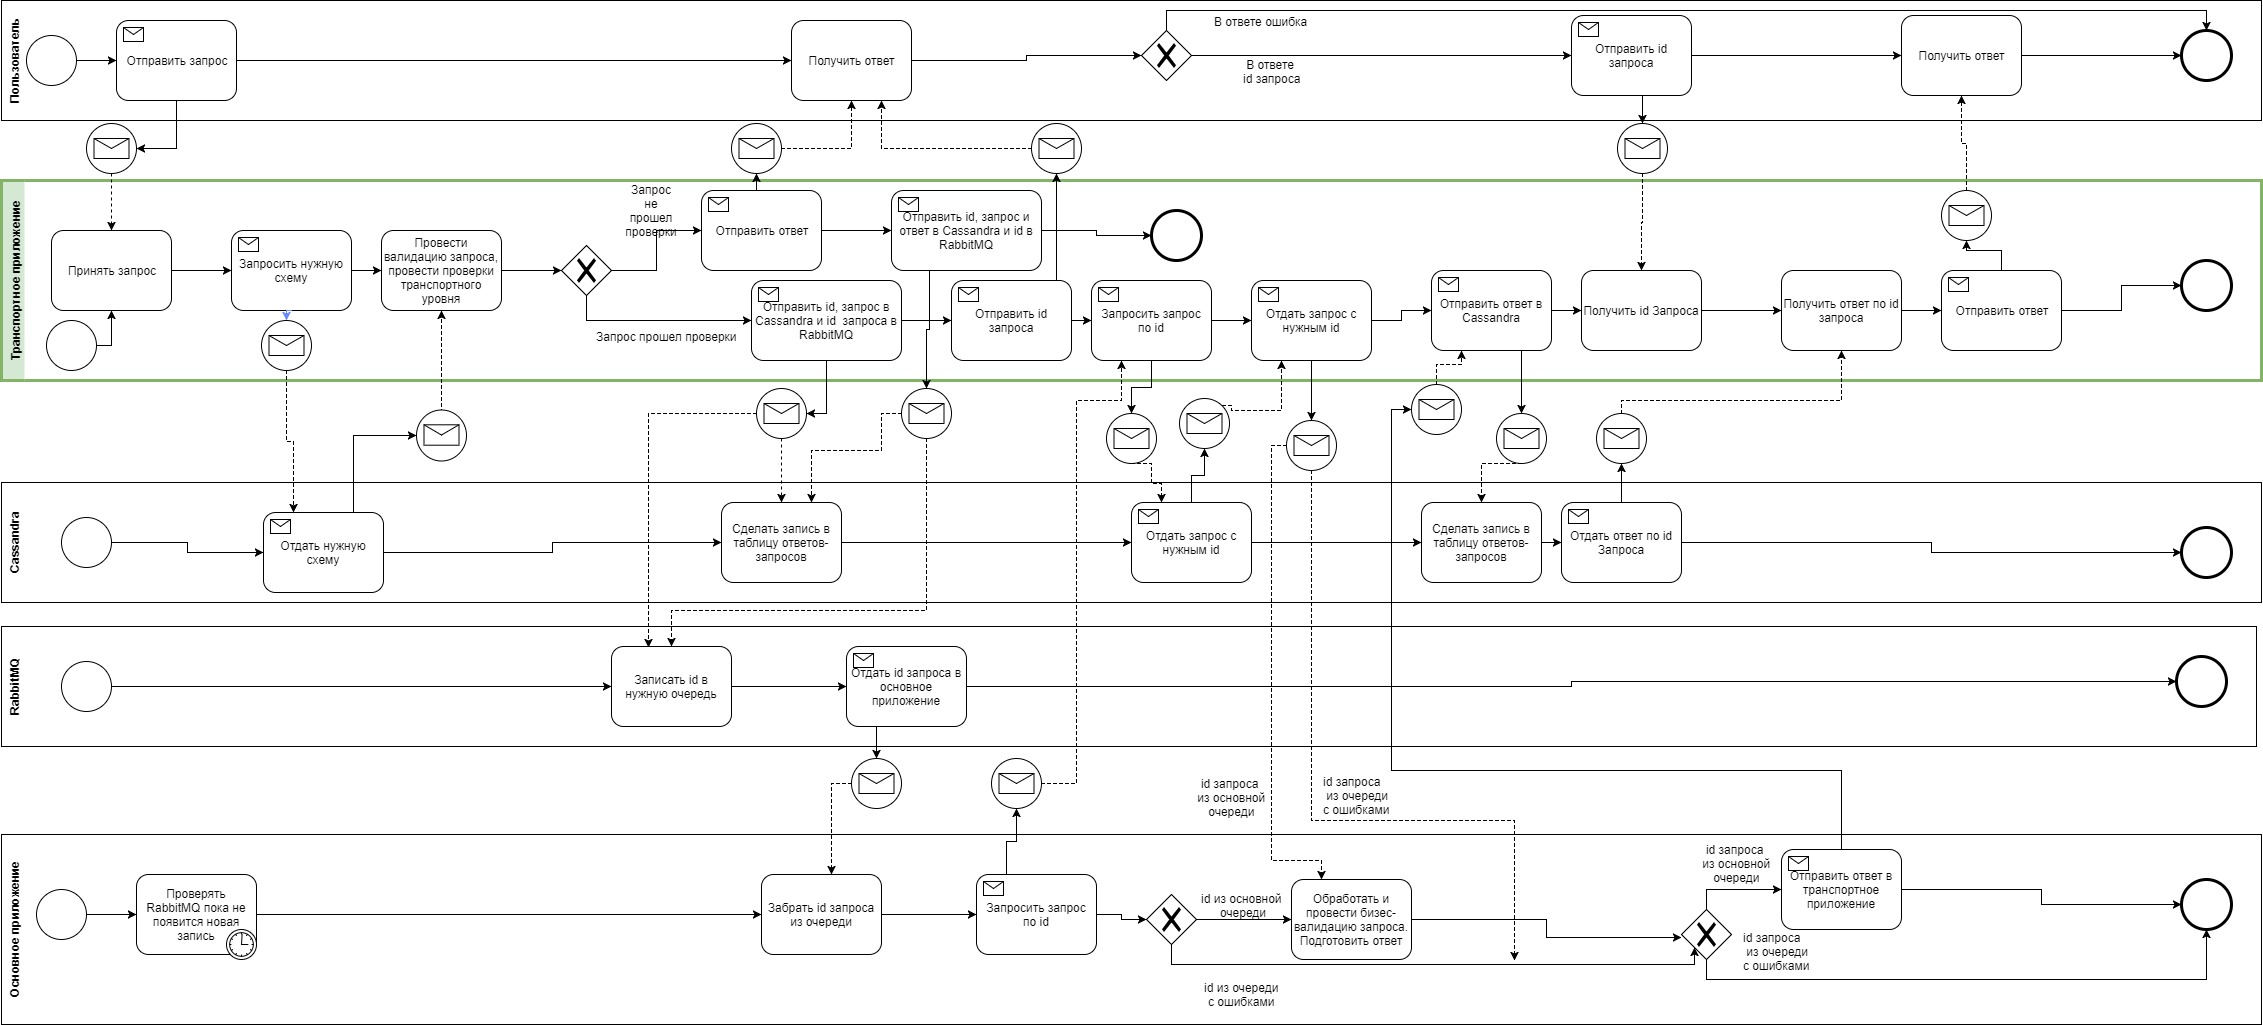 Пользователь
Отправить запрос
Получить ответ
В ответе ошибка
В ответе
id запроса
Отправить id
запроса
Получить ответ
Транспортное приложение
Принять запрос
Запросить нужную
схему
Провести
валидацию запроса,
провести проверки
транспортного
уровня
Запрос
не
прошел
проверки
Запрос прошел проверки
Отправить ответ
Отправить id, запрос и
ответ в Cassandra и id в
RabbitMQ
Отправить id, запрос в
Cassandra и id запроса в
RabbitMQ
Отправить id
запроса
Запросить запрос
по id
Отдать запрос с
нужным id
Отправить ответ в
Cassandra
Получить id Запроса
Получить ответ по id
запроса
Отправить ответ
Cassandra
Отдать нужную
схему
Сделать запись в
таблицу ответов-
запросов
Отдать запрос с
нужным id
Сделать запись в
таблицу ответов-
запросов
Отдать ответ по id
Запроса
RabbitMQ
Записать id в
нужную очередь
Отдать id запроса в
основное
приложение
id запроса
из основной
очереди
id запроса
из очереди
с ошибками
Основное приложение
Проверять
RabbitMQ пока не
появится новая
запись
Забрать id запроса
из очереди
Запросить запрос
по id
id из основной
очереди
id из очереди
с ошибками
Обработать и
провести бизес-
валидацию запроса.
Подготовить ответ
id запроса
из основной
очереди
Отправить ответ в
транспортное
приложение
id запроса
из очереди
с ошибками